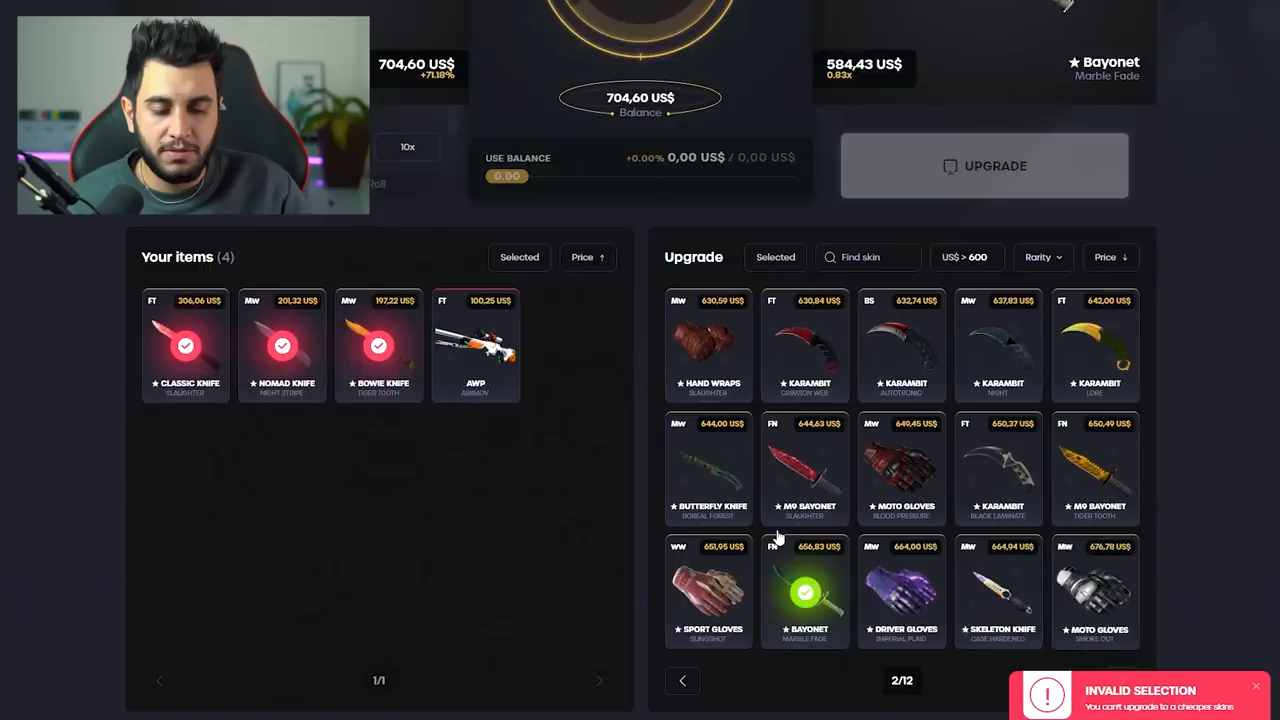 704,60 US$
+71.18%
584,43 US$
0.83x
★ Bayonet
Marble Fade
704,60 US$
Balance
10x
Roll
USE BALANCE
+0.00% 0,00 US$ / 0,00 US$
0.00
UPGRADE
Your items (4)
Selected
Price ↑
FT 306,06 US$
★ CLASSIC KNIFE
SLAUGHTER
MW 201,32 US$
★ NOMAD KNIFE
NIGHT STRIPE
MW 197,22 US$
★ BOWIE KNIFE
TIGER TOOTH
FT 100,25 US$
AWP
ASIIMOV
1/1
Upgrade
Selected
Find skin
US$ > 600
Rarity
Price ↓
MW 630,59 US$
★ HAND WRAPS
SLAUGHTER
FT 630,84 US$
★ KARAMBIT
CRIMSON WEB
BS 632,74 US$
★ KARAMBIT
AUTOTRONIC
MW 637,83 US$
★ KARAMBIT
NIGHT
FT 642,00 US$
★ KARAMBIT
LORE
MW 644,00 US$
★ BUTTERFLY KNIFE
BOREAL FOREST
FN 644,63 US$
★ M9 BAYONET
SLAUGHTER
MW 649,45 US$
★ MOTO GLOVES
BLOOD PRESSURE
FT 650,37 US$
★ KARAMBIT
BLACK LAMINATE
FN 650,49 US$
★ M9 BAYONET
TIGER TOOTH
WW 651,95 US$
★ SPORT GLOVES
SLINGSHOT
FN 656,83 US$
★ BAYONET
MARBLE FADE
MW 664,00 US$
★ DRIVER GLOVES
IMPERIAL PLAID
MW 664,94 US$
★ SKELETON KNIFE
CASE HARDENED
MW 676,78 US$
★ MOTO GLOVES
SMOKE OUT
2/12
INVALID SELECTION
You can't upgrade to a cheaper skins